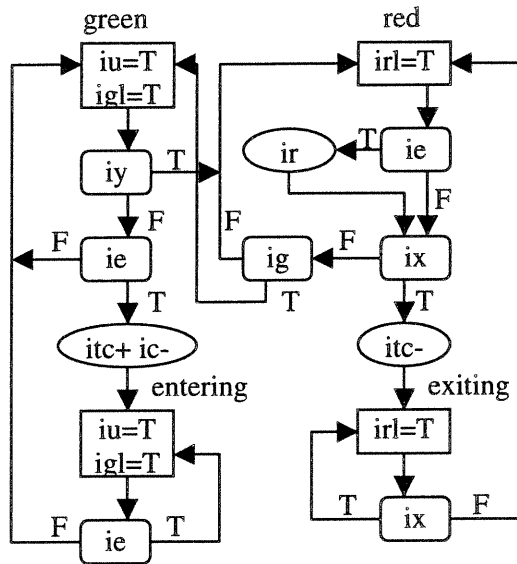 green
red
iu=T
igl=T
irl=T
iy
T
ir
T
ie
F
F
F
F
ie
ig
F
ix
T
T
T
itc+ ic-
itc-
entering
exiting
iu=T
igl=T
irl=T
F
ie
T
T
ix
F